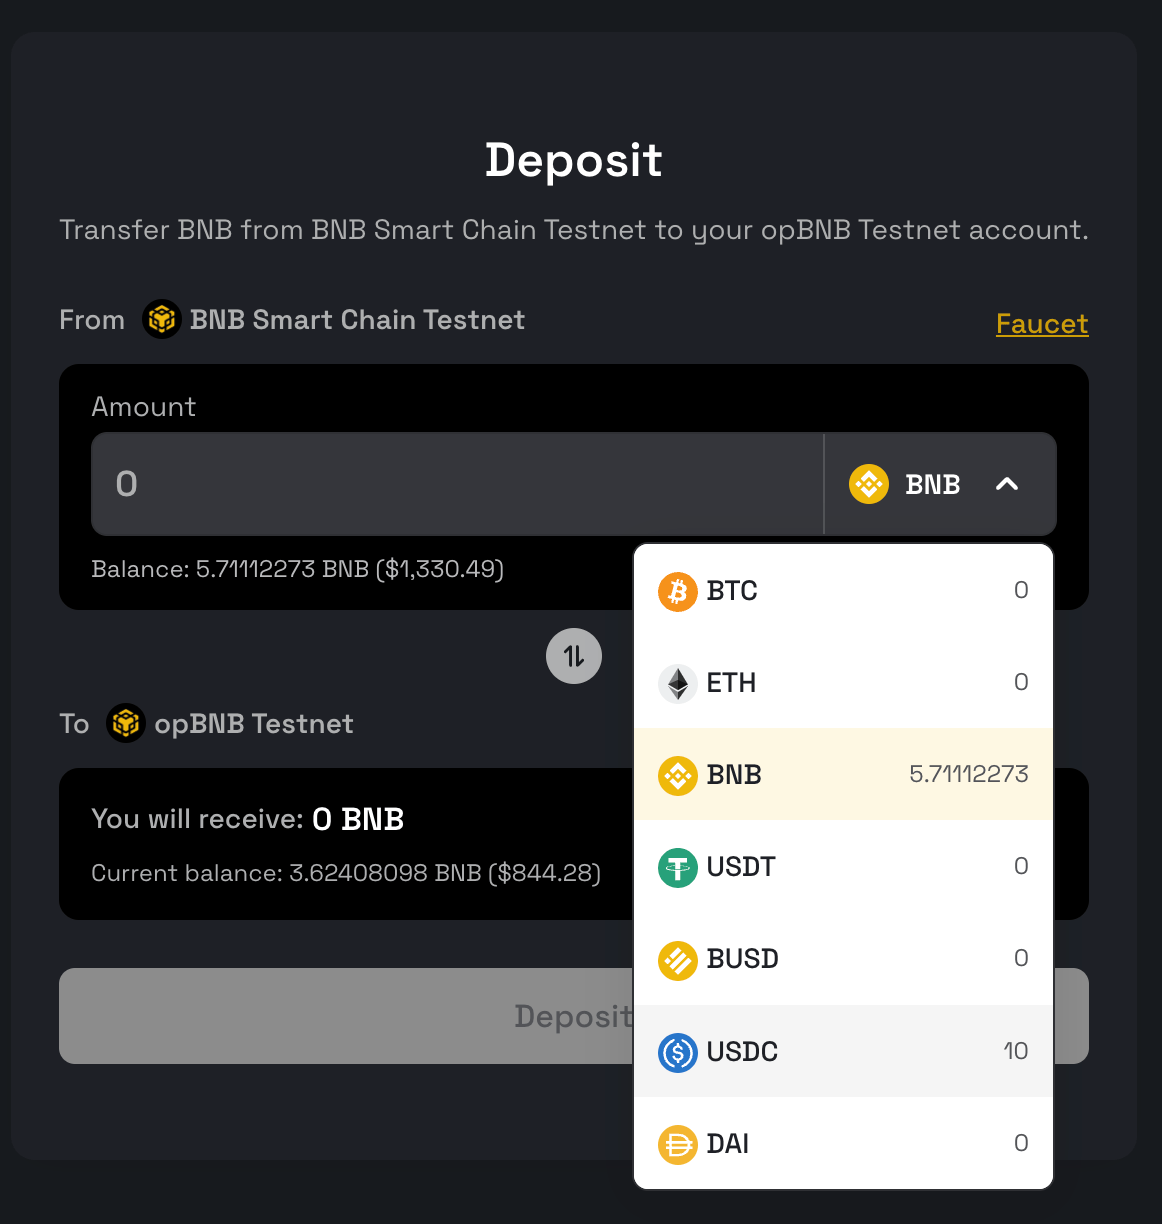 Deposit
Transfer BNB from BNB Smart Chain Testnet to your opBNB Testnet account.
From BNB Smart Chain Testnet
Faucet
Amount
0
BNB
Balance: 5.71112273 BNB ($1,330.49)
BTC 0
ETH 0
BNB 5.71112273
USDT 0
BUSD 0
USDC 10
DAI 0
To opBNB Testnet
You will receive: 0 BNB
Current balance: 3.62408098 BNB ($844.28)
Deposit